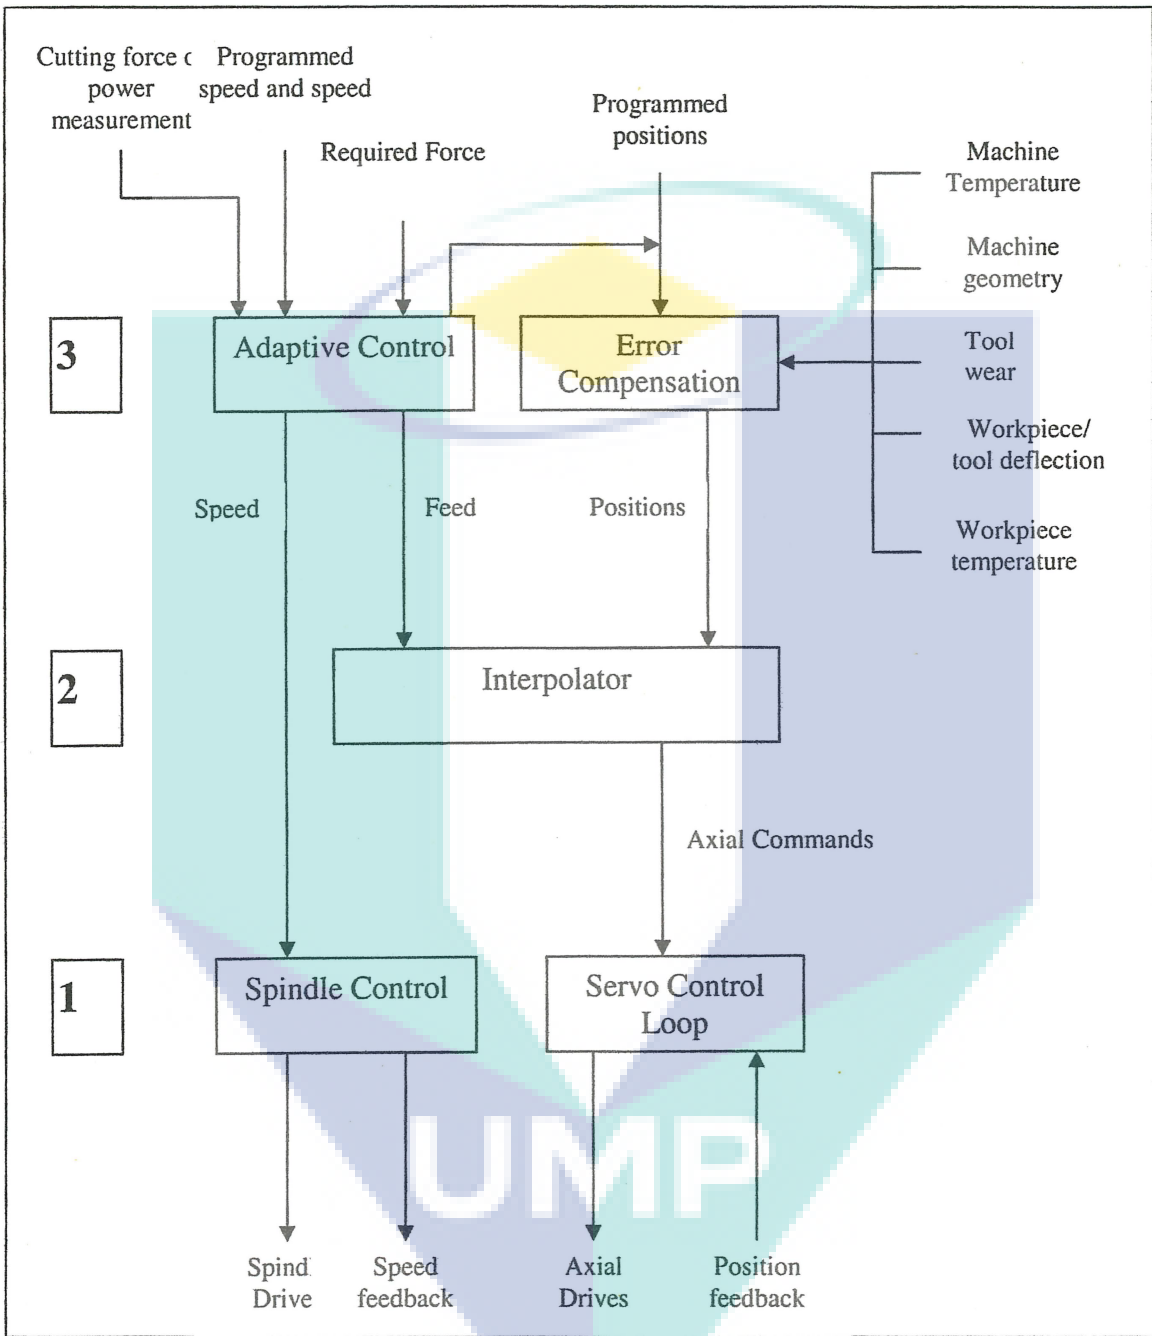 Cutting force
power
measurement
Programmed
speed and speed
Required Force
Programmed
positions
Machine
Temperature
Machine
geometry
Tool
wear
Workpiece/
tool deflection
Workpiece
temperature
3
Adaptive Control
Error
Compensation
Speed
Feed
Positions
2
Interpolator
Axial Commands
1
Spindle Control
Servo Control
Loop
UMP
Spind
Drive
Speed
feedback
Axial
Drives
Position
feedback